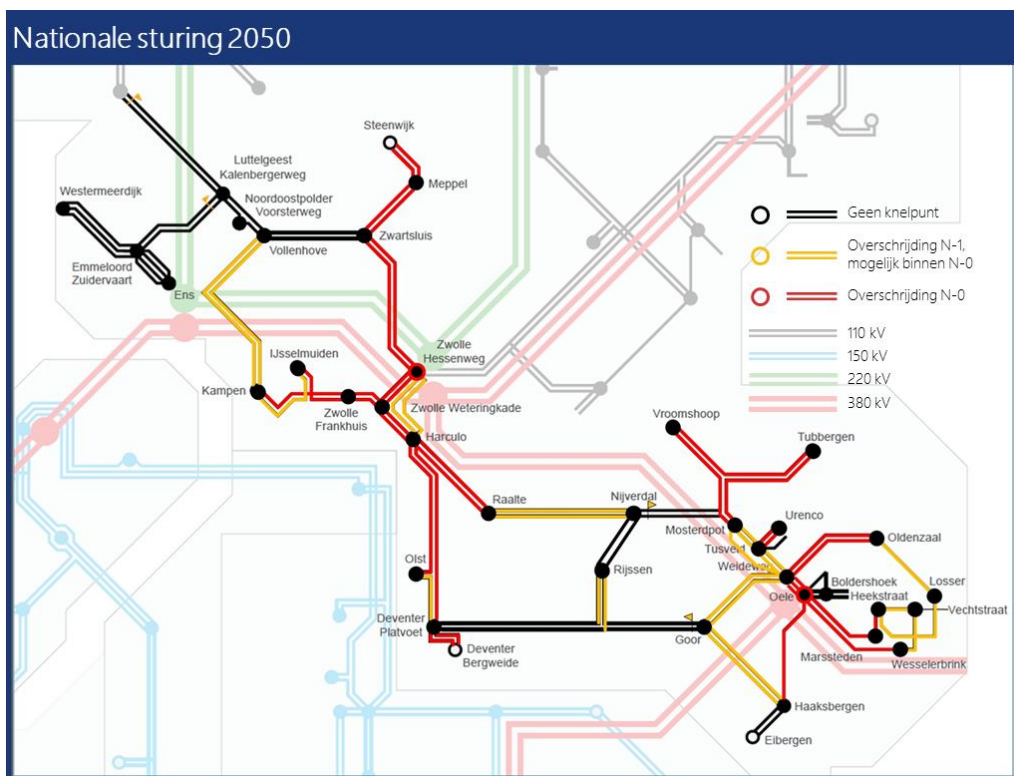 Nationale sturing 2050
Steenwijk
Luttelgeest
Kalenbergerweg
Meppel
Westermeerdijk
Noordoostpolder
Voorsterweg
Zwartsluis
Vollenhove
Emmeloord
Zuidervaart
Ens
Geen knelpunt
Overschrijding N-1,
mogelijk binnen N-0
Overschrijding N-0
110 kV
150 kV
220 kV
380 kV
Zwolle
Hessenweg
IJsselmuiden
Kampen
Zwolle
Frankhuis
Zwolle Weteringkade
Harculo
Vroomshoop
Tubbergen
Raalte
Nijverdal
Mosterdpot
Urenco
Tusveld
Oldenzaal
Weideweg
Olst
Rijssen
Boldershoek
Losser
Oele
Heekstraat
Vechtstraat
Deventer
Platvoet
Goor
Deventer
Bergweide
Marssteden
Wesselerbrink
Haaksbergen
Eibergen